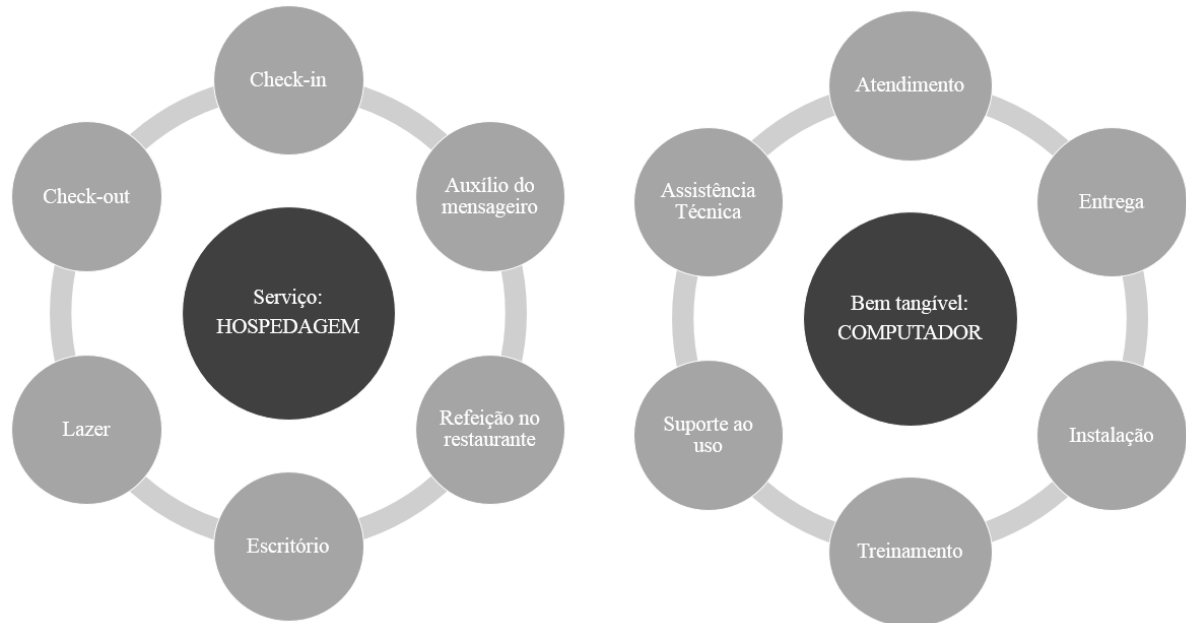 Check-in
Auxílio do
mensageiro
Refeição no
restaurante
Escritório
Lazer
Check-out
Serviço:
HOSPEDAGEM
Atendimento
Entrega
Instalação
Treinamento
Suporte ao
uso
Assistência
Técnica
Bem tangível:
COMPUTADOR